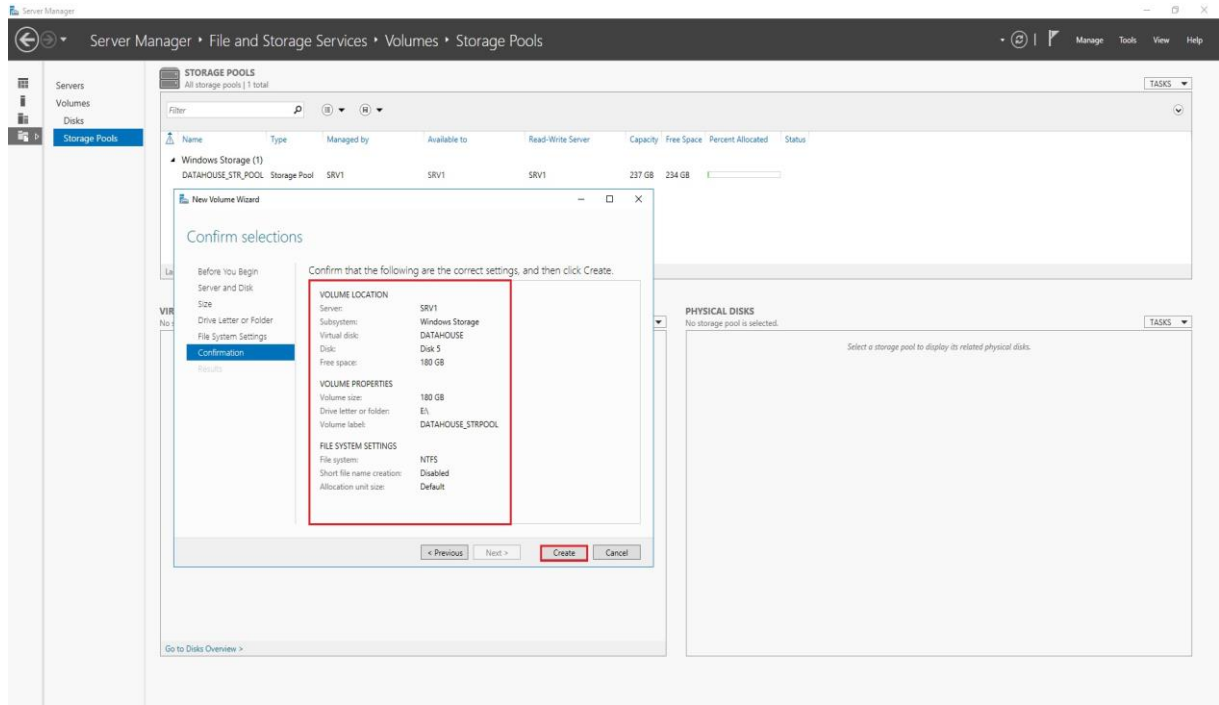 Server Manager
Server Manager ‣ File and Storage Services ‣ Volumes ‣ Storage Pools
Manage Tools View Help
Servers
Volumes
Disks
Storage Pools
STORAGE POOLS
All storage pools | 1 total
TASKS
Filter
Name Type Managed by Available to Read-Write Server Capacity Free Space Percent Allocated Status
Windows Storage (1)
DATAHOUSE_STR_POOL Storage Pool SRV1 SRV1 SRV1 237 GB 234 GB
New Volume Wizard
Confirm selections
Before You Begin
Server and Disk
Size
Drive Letter or Folder
File System Settings
Confirmation
Results
Confirm that the following are the correct settings, and then click Create.
VOLUME LOCATION
Server: SRV1
Subsystem: Windows Storage
Virtual disk: DATAHOUSE
Disk: Disk 5
Free space: 180 GB
VOLUME PROPERTIES
Volume size: 180 GB
Drive letter or folder: E:\
Volume label: DATAHOUSE_STRPOOL
FILE SYSTEM SETTINGS
File system: NTFS
Short file name creation: Disabled
Allocation unit size: Default
< Previous Next > Create Cancel
La
VIR
No
PHYSICAL DISKS
No storage pool is selected.
TASKS
Select a storage pool to display its related physical disks.
Go to Disks Overview >